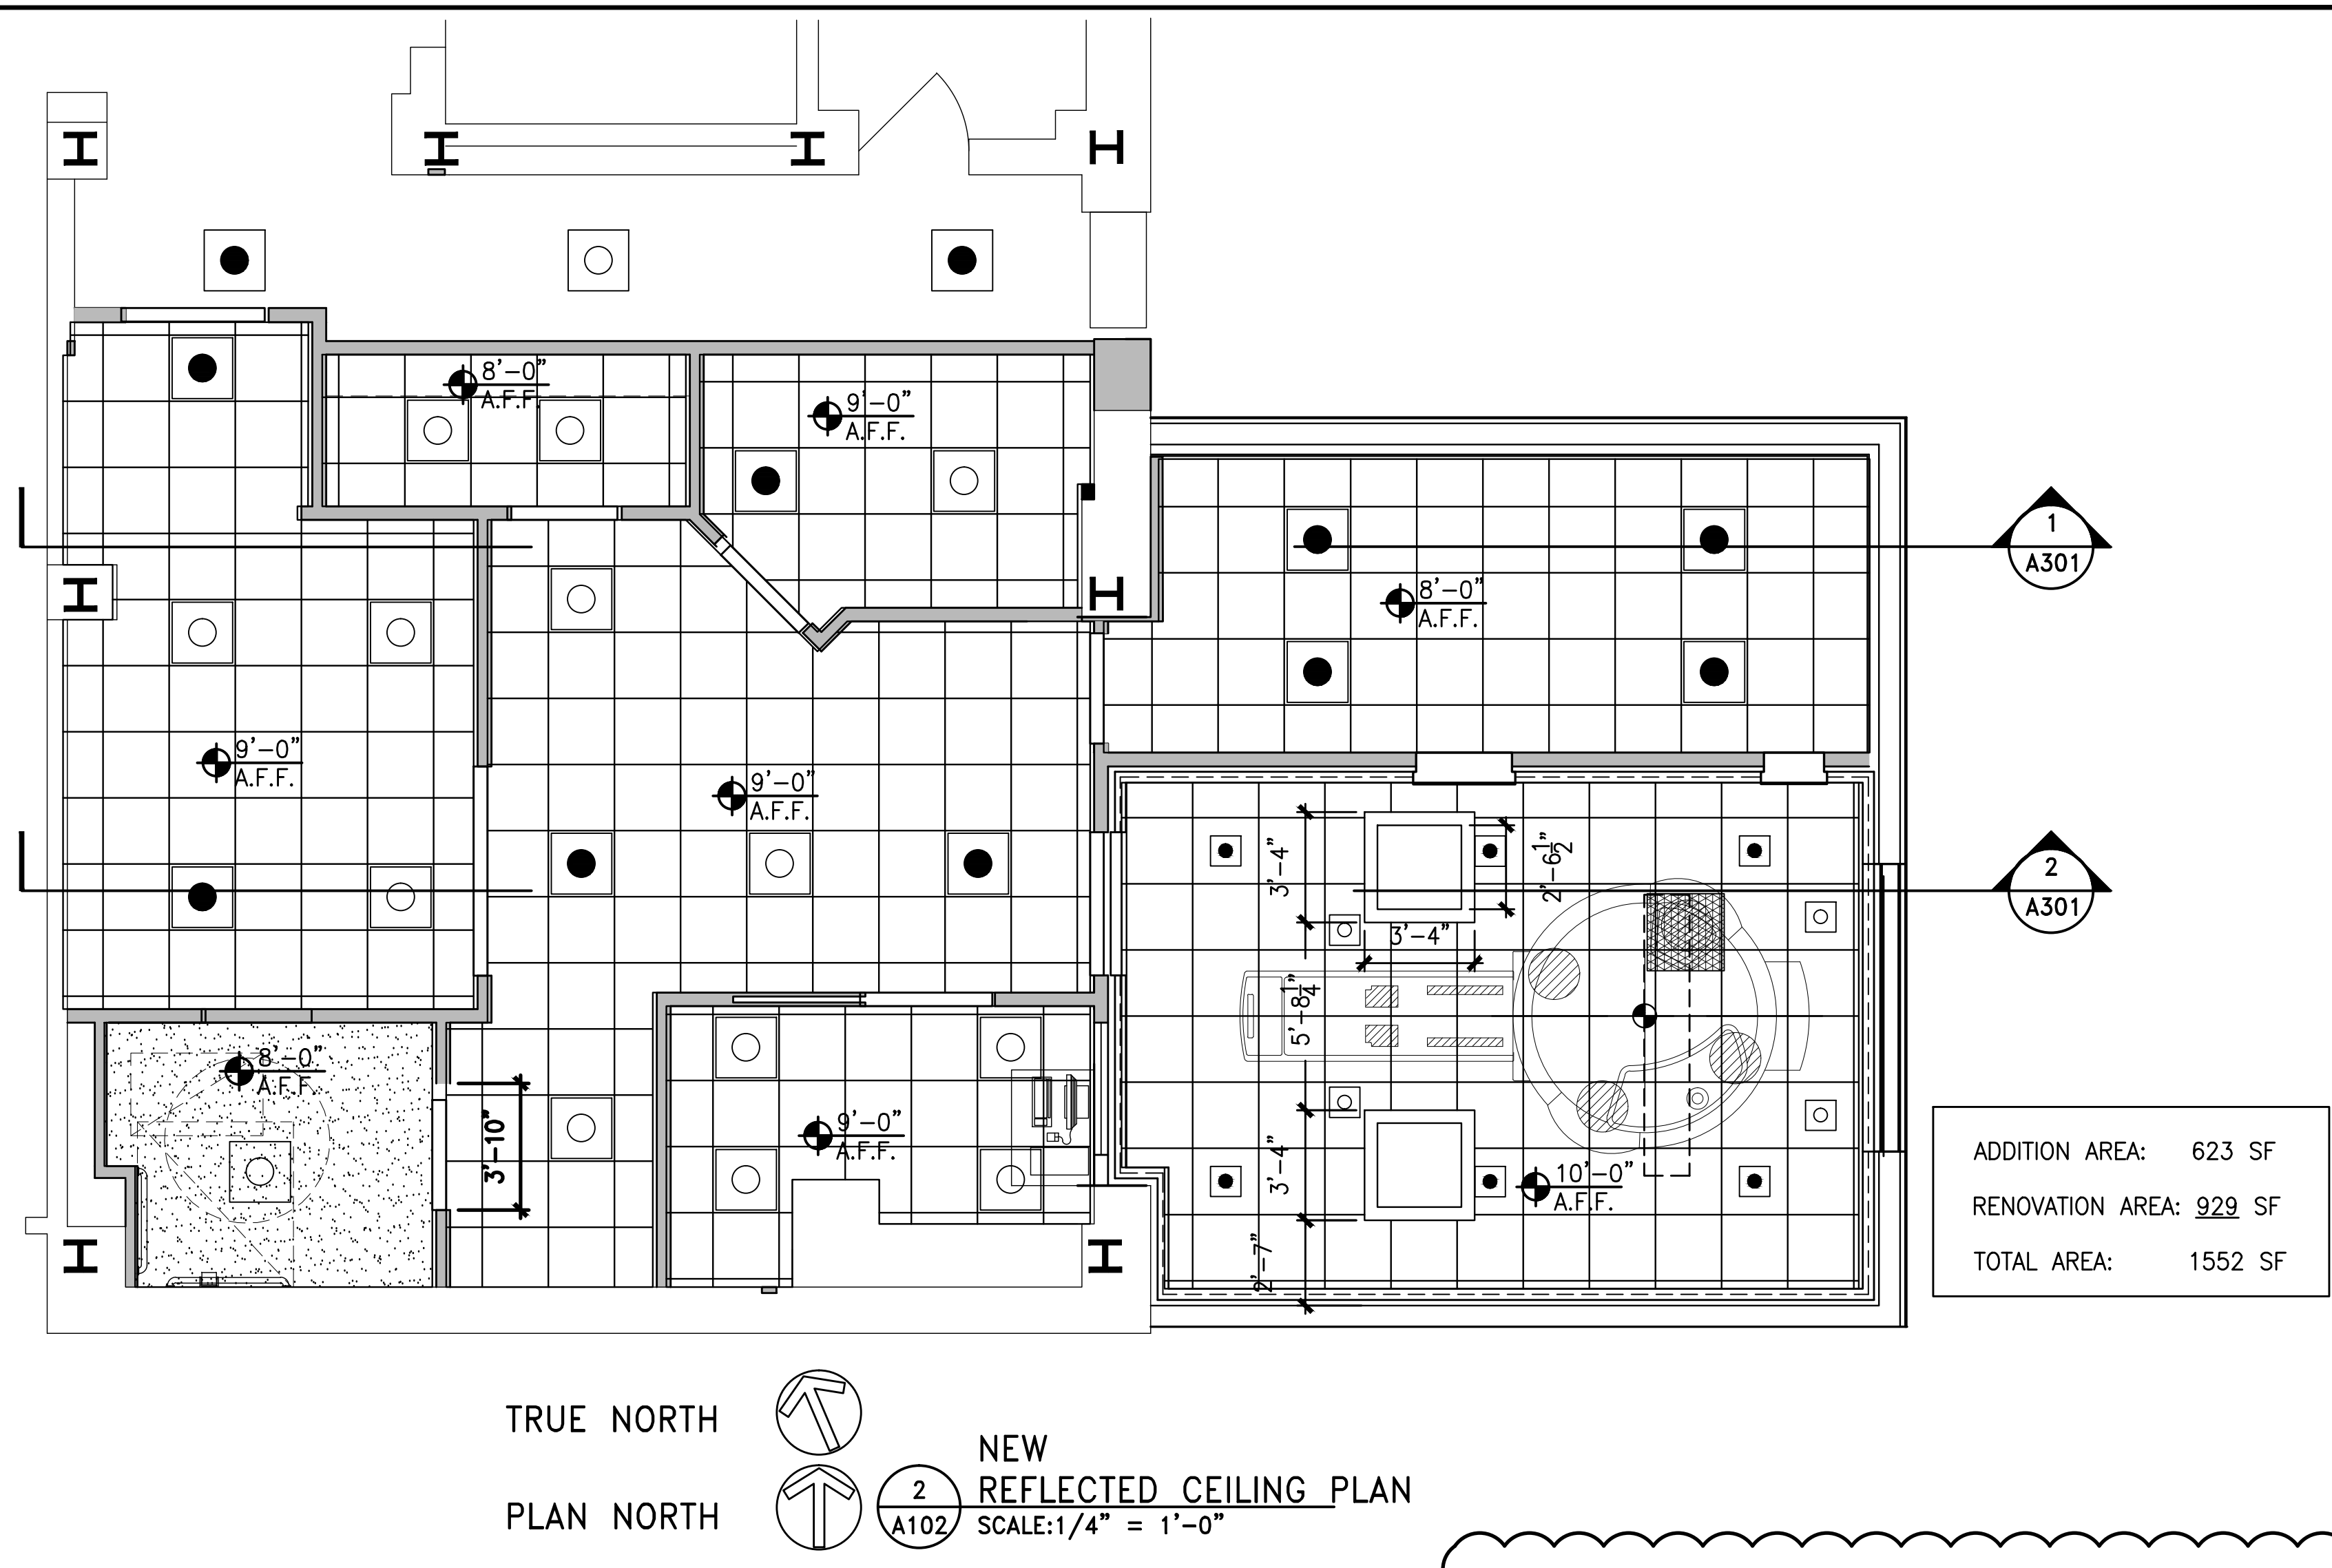 8'-0"
A.F.F.
9'-0"
A.F.F.
1
A301
8'-0"
A.F.F.
9'-0"
A.F.F.
9'-0"
A.F.F.
3'-4"
2'-6 1/2"
2
A301
3'-4"
5'-8 1/4"
8'-0"
A.F.F.
3'-10"
9'-0"
A.F.F.
3'-4"
10'-0"
A.F.F.
2'-7"
ADDITION AREA: 623 SF
RENOVATION AREA: 929 SF
TOTAL AREA: 1552 SF
TRUE NORTH
PLAN NORTH
2
A102
NEW
REFLECTED CEILING PLAN
SCALE:1/4" = 1'-0"